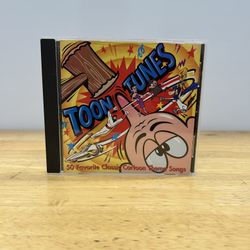 TOON TUNES
50 Favorite Classic Cartoon Theme Songs